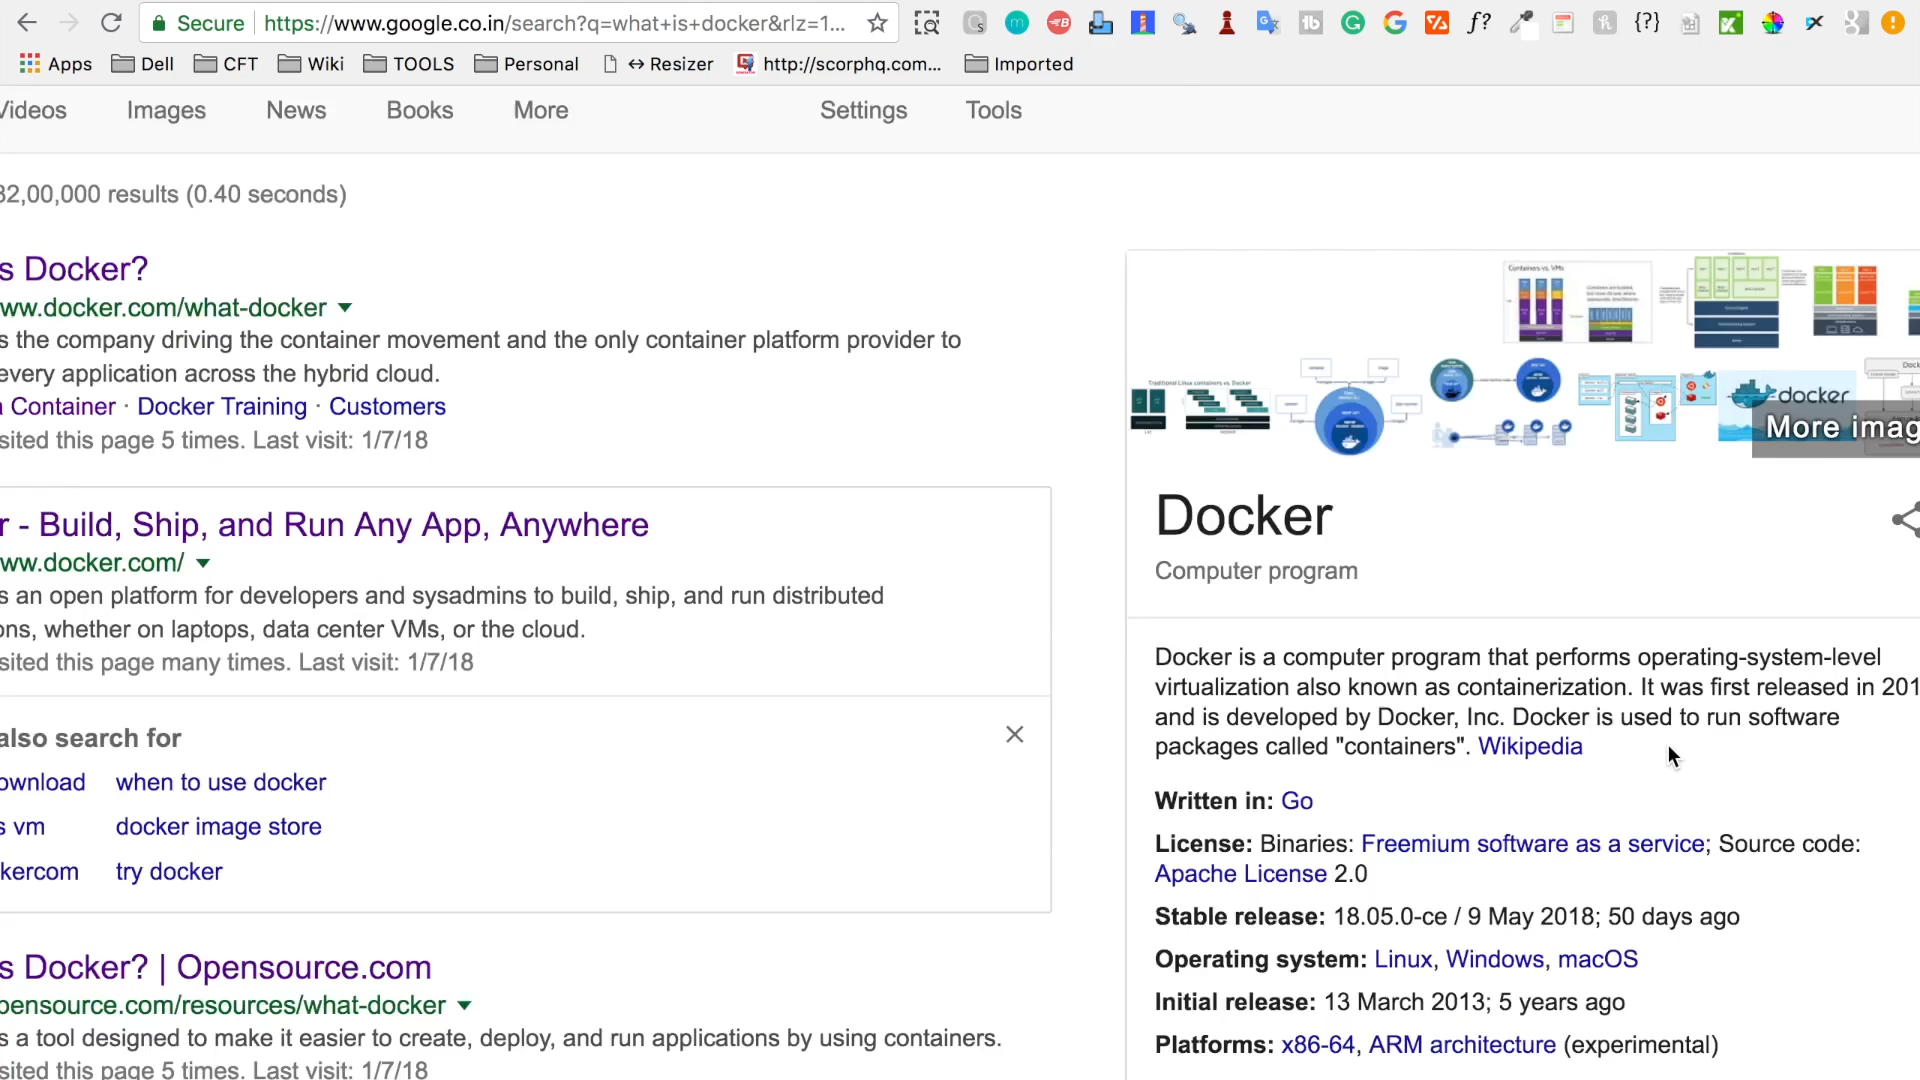 Secure https://www.google.co.in/search?q=what+is+docker&rlz=1...
Apps Dell CFT Wiki TOOLS Personal Resizer http://scorphq.com... Imported
Videos Images News Books More Settings Tools
32,00,000 results (0.40 seconds)
s Docker?
ww.docker.com/what-docker
s the company driving the container movement and the only container platform provider to
every application across the hybrid cloud.
Container · Docker Training · Customers
sited this page 5 times. Last visit: 1/7/18
r - Build, Ship, and Run Any App, Anywhere
ww.docker.com/
s an open platform for developers and sysadmins to build, ship, and run distributed
ons, whether on laptops, data center VMs, or the cloud.
sited this page many times. Last visit: 1/7/18
also search for
ownload when to use docker
s vm docker image store
kercom try docker
s Docker? | Opensource.com
pensource.com/resources/what-docker
s a tool designed to make it easier to create, deploy, and run applications by using containers.
sited this page 5 times. Last visit: 1/7/18
Containers vs. VMs
Traditional Linux containers vs. Docker
docker
More imag
Docker
Computer program
Docker is a computer program that performs operating-system-level
virtualization also known as containerization. It was first released in 201
and is developed by Docker, Inc. Docker is used to run software
packages called "containers". Wikipedia
Written in: Go
License: Binaries: Freemium software as a service; Source code:
Apache License 2.0
Stable release: 18.05.0-ce / 9 May 2018; 50 days ago
Operating system: Linux, Windows, macOS
Initial release: 13 March 2013; 5 years ago
Platforms: x86-64, ARM architecture (experimental)